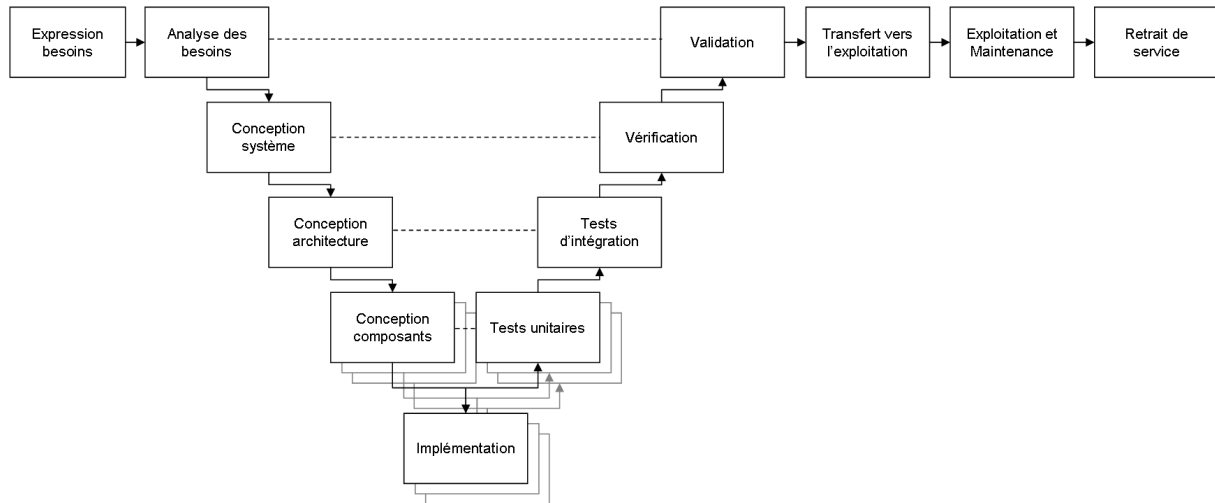 Expression
besoins
Analyse des
besoins
Validation
Transfert vers
l'exploitation
Exploitation et
Maintenance
Retrait de
service
Conception
système
Vérification
Conception
architecture
Tests
d'intégration
Conception
composants
Tests unitaires
Implémentation